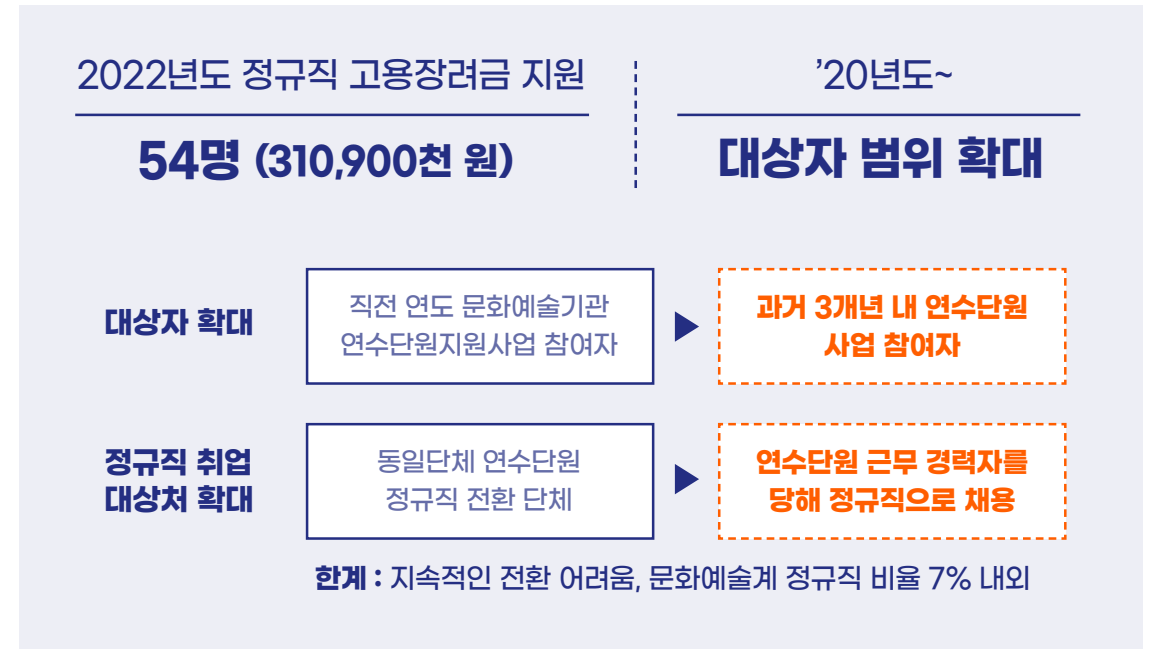 2022년도 정규직 고용장려금 지원
54명 (310,900천 원)
’20년도~
대상자 범위 확대
대상자 확대
직전 연도 문화예술기관
연수단원지원사업 참여자
과거 3개년 내 연수단원
사업 참여자
정규직 취업
대상처 확대
동일단체 연수단원
정규직 전환 단체
연수단원 근무 경력자를
당해 정규직으로 채용
한계 : 지속적인 전환 어려움, 문화예술계 정규직 비율 7% 내외